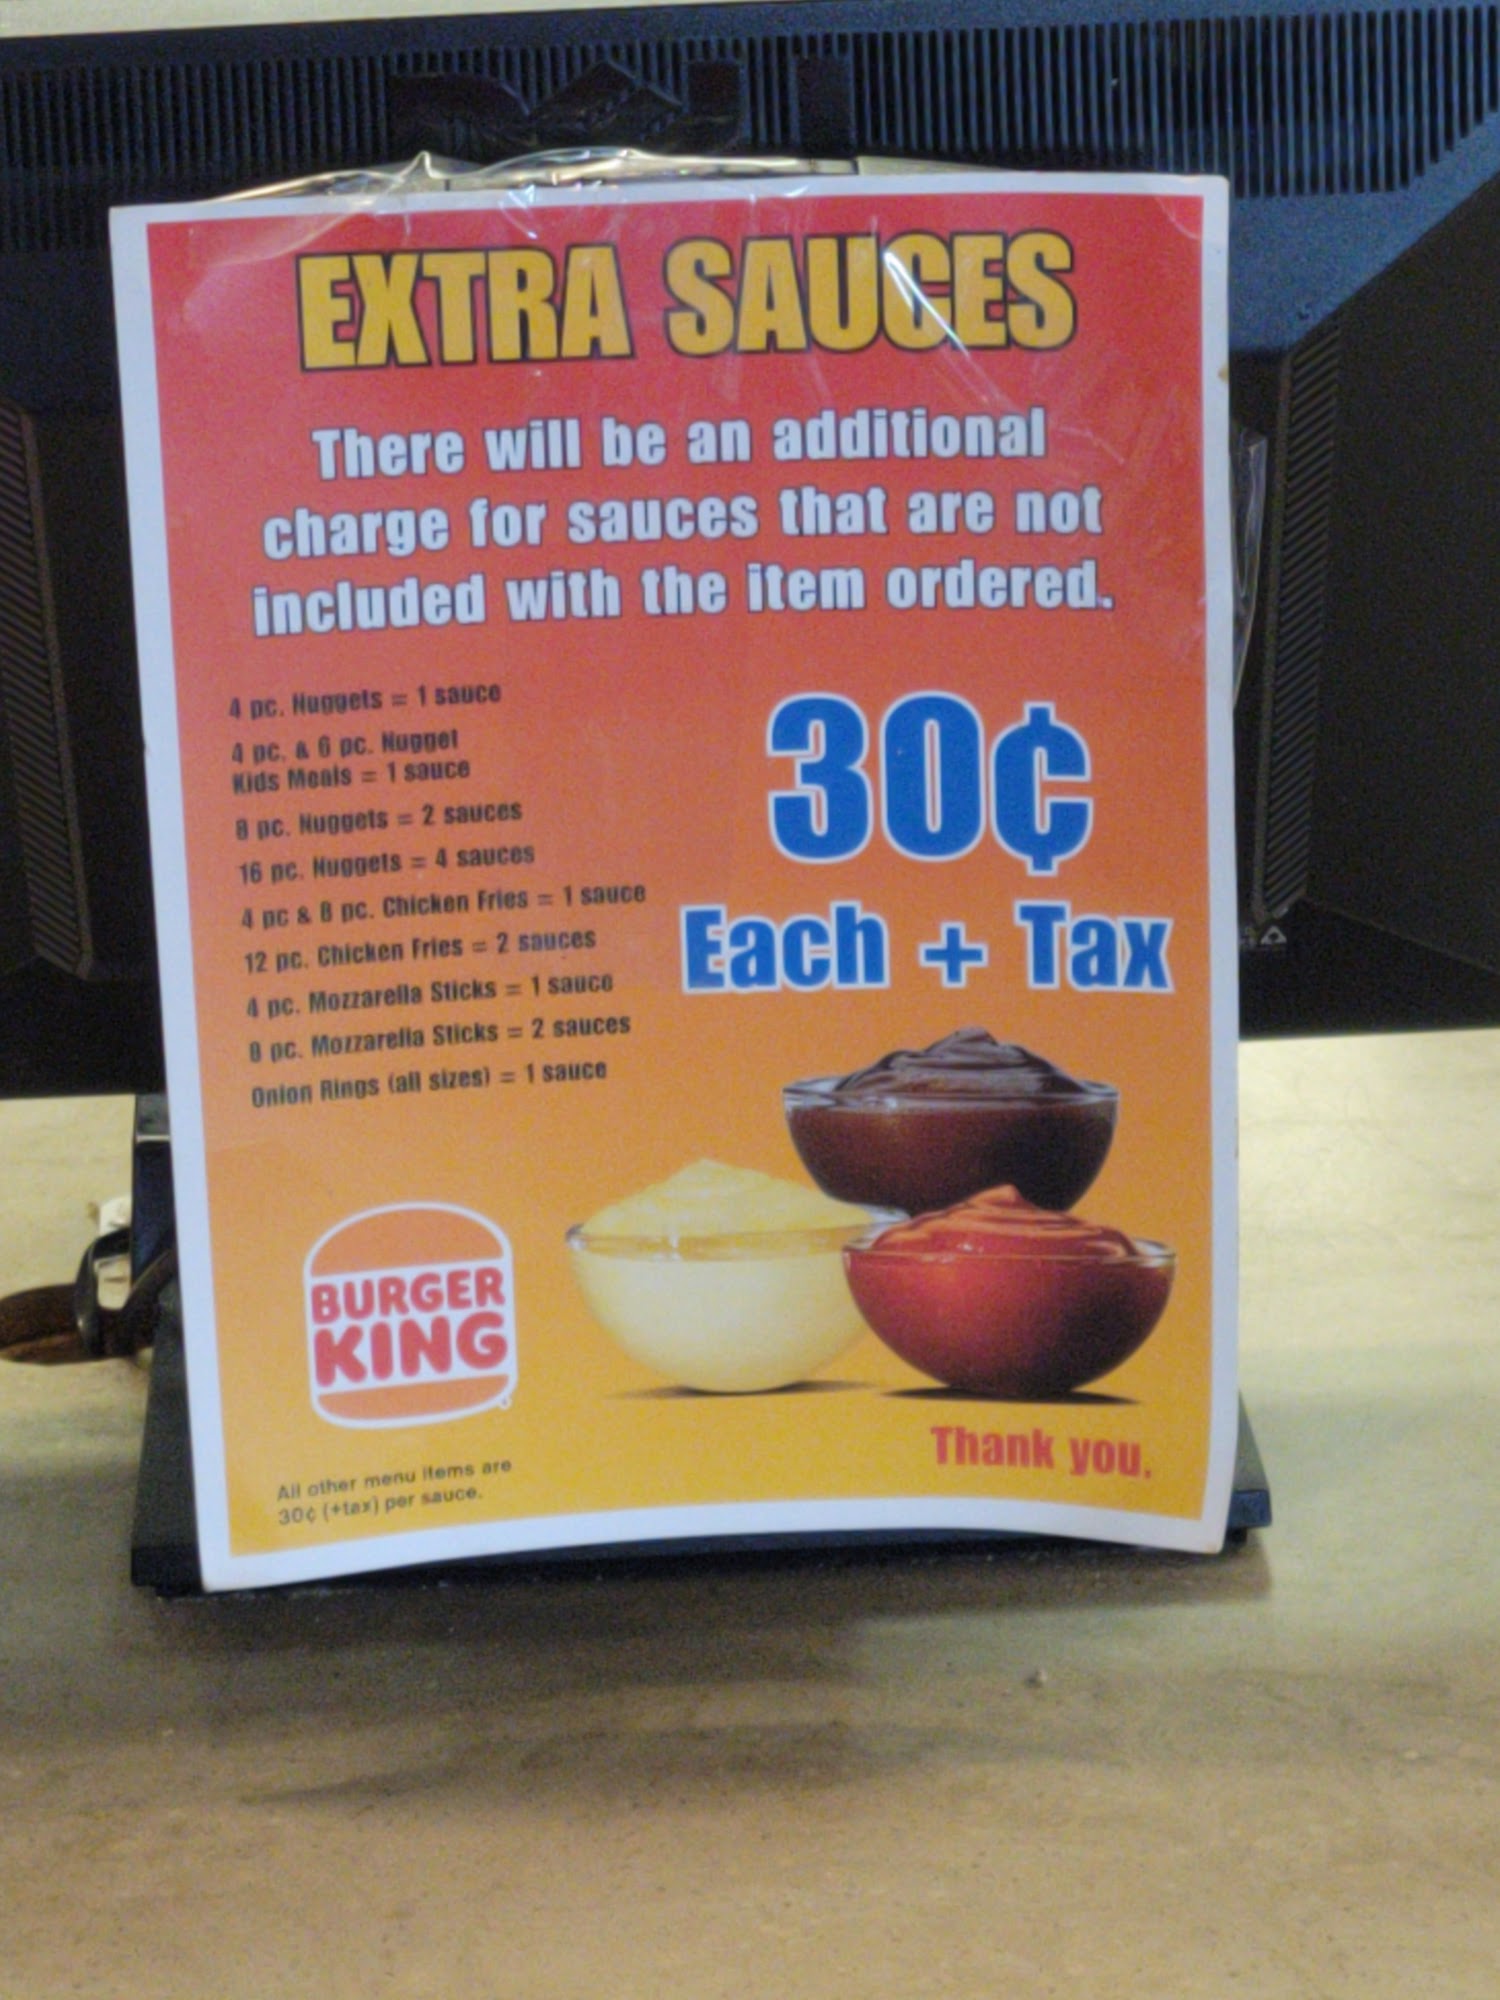 EXTRA SAUCES
There will be an additional
charge for sauces that are not
included with the item ordered.
4 pc. Nuggets = 1 sauce
4 pc. & 6 pc. Nugget
Kids Meals = 1 sauce
8 pc. Nuggets = 2 sauces
16 pc. Nuggets = 4 sauces
4 pc & 8 pc. Chicken Fries = 1 sauce
12 pc. Chicken Fries = 2 sauces
4 pc. Mozzarella Sticks = 1 sauce
8 pc. Mozzarella Sticks = 2 sauces
Onion Rings (all sizes) = 1 sauce
30¢
Each + Tax
BURGER
KING
Thank you.
All other menu items are
30¢ (+tax) per sauce.